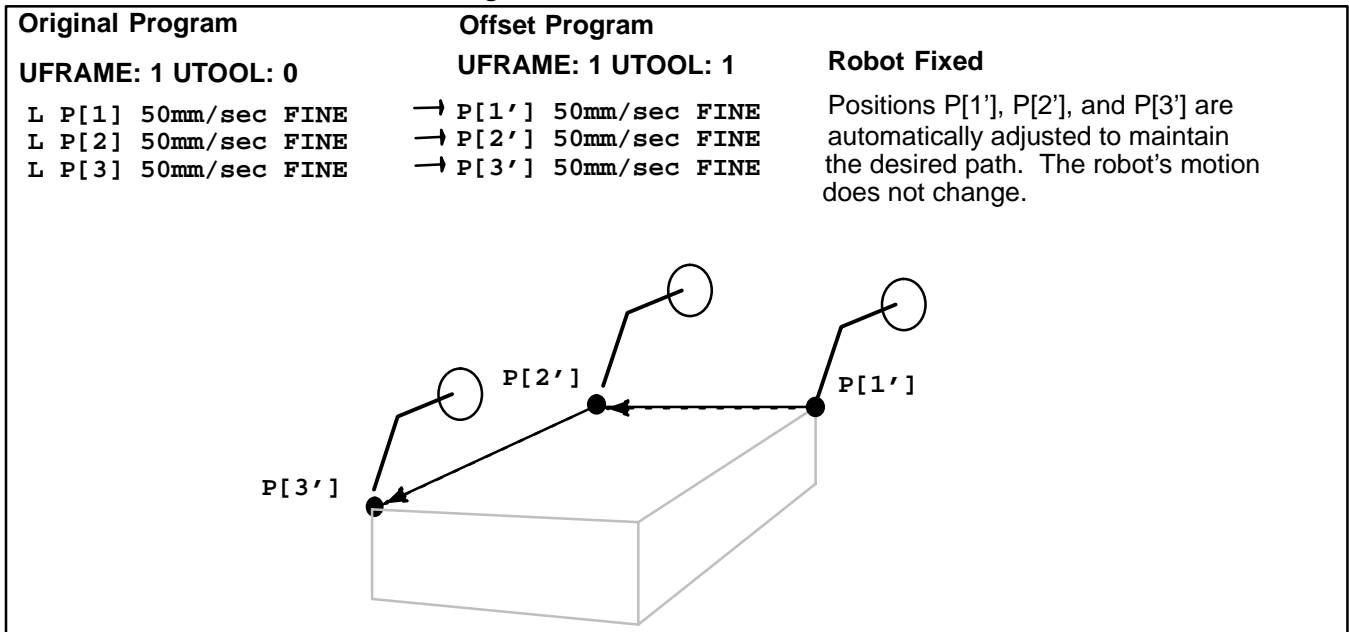 Original Program
UFRAME: 1 UTOOL: 0
L P[1] 50mm/sec FINE
L P[2] 50mm/sec FINE
L P[3] 50mm/sec FINE
Offset Program
UFRAME: 1 UTOOL: 1
→ P[1'] 50mm/sec FINE
→ P[2'] 50mm/sec FINE
→ P[3'] 50mm/sec FINE
Robot Fixed
Positions P[1'], P[2'], and P[3'] are
automatically adjusted to maintain
the desired path. The robot's motion
does not change.
P[2']
P[1']
P[3']